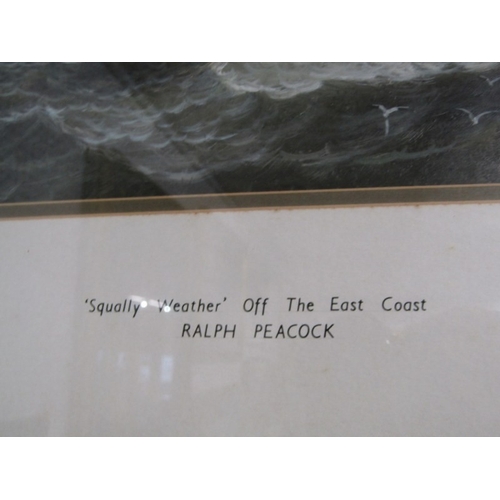 'Squally Weather' Off The East Coast
RALPH PEACOCK